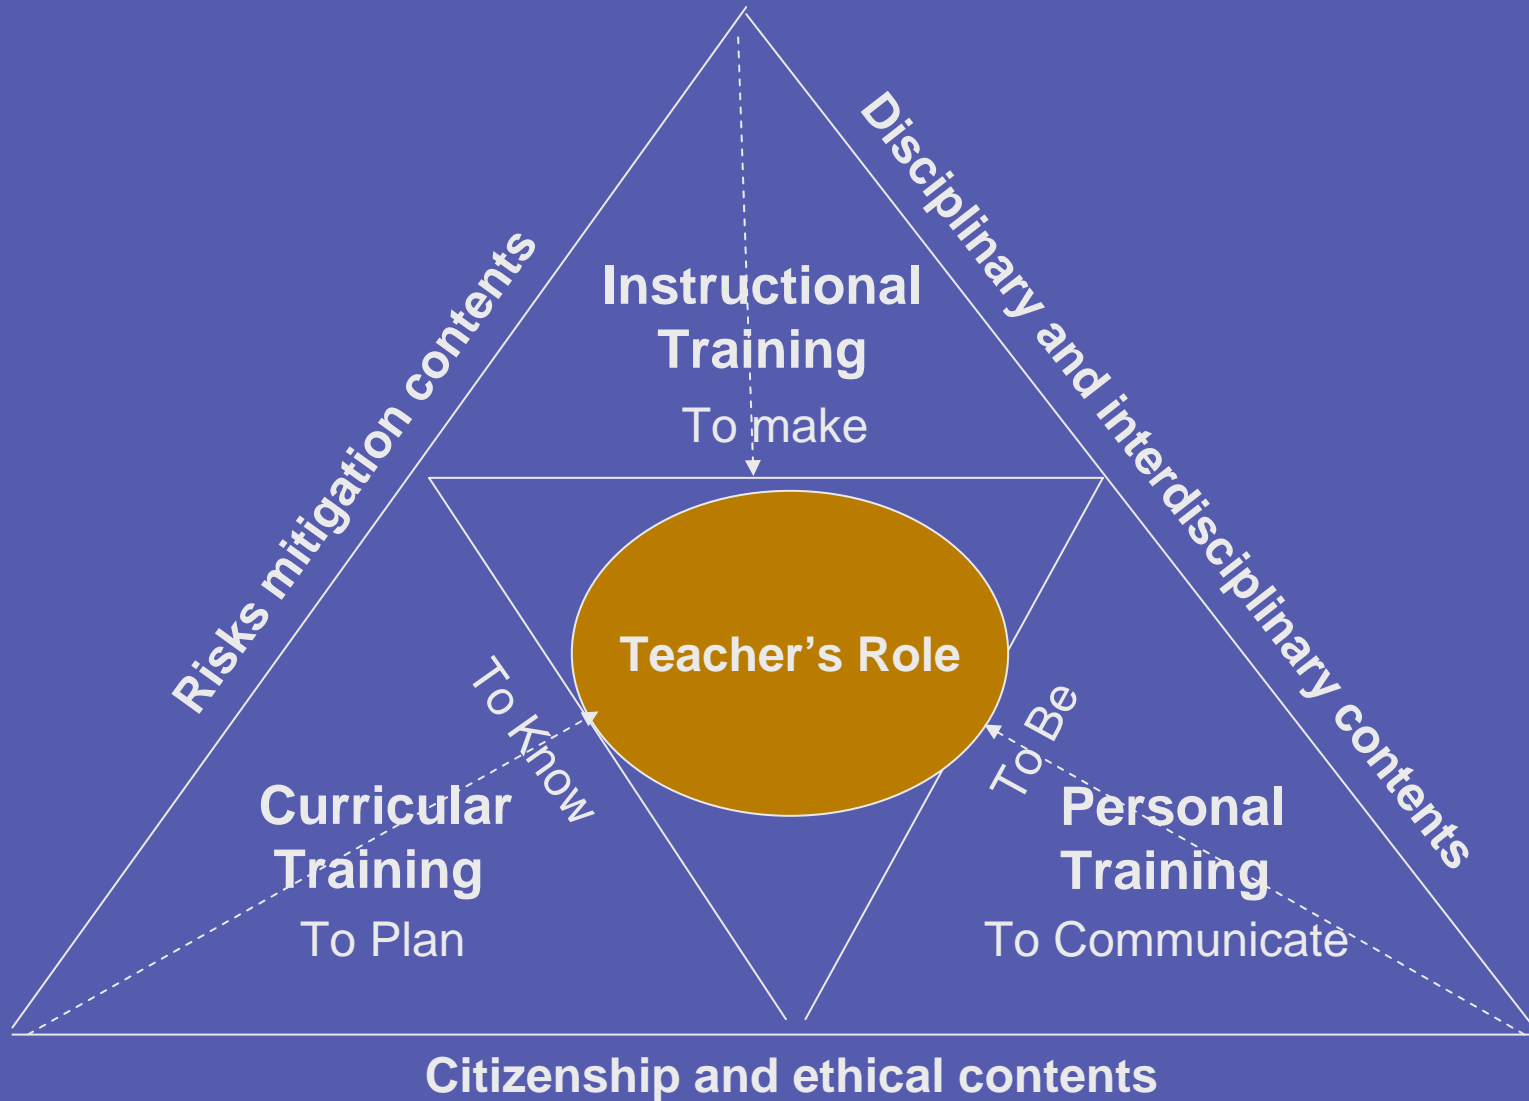 Disciplinary and interdisciplinary contents
Risks mitigation contents
Instructional
Training
To make
Teacher’s Role
To Know
To Be
Curricular
Training
To Plan
Personal
Training
To Communicate
Citizenship and ethical contents